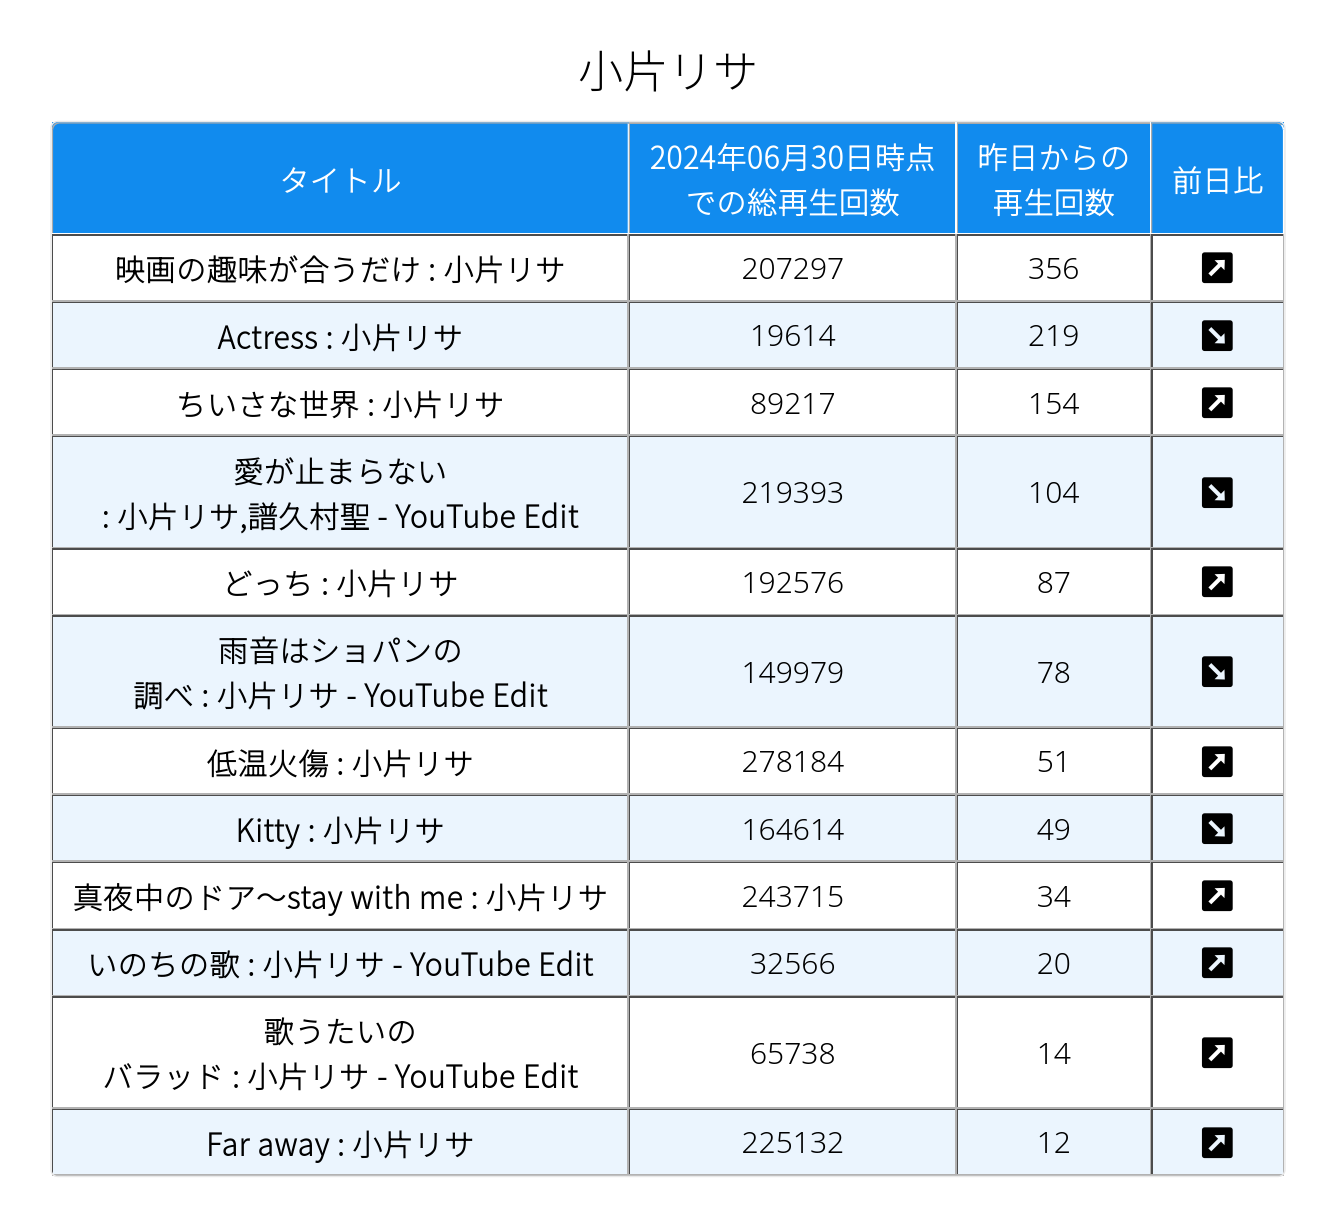 小片リサ
タイトル
2024年06月30日時点
での総再生回数
昨日からの
再生回数
前日比
映画の趣味が合うだけ : 小片リサ
207297
356
Actress : 小片リサ
19614
219
ちいさな世界 : 小片リサ
89217
154
愛が止まらない
: 小片リサ,譜久村聖 - YouTube Edit
219393
104
どっち : 小片リサ
192576
87
雨音はショパンの
調べ : 小片リサ - YouTube Edit
149979
78
低温火傷 : 小片リサ
278184
51
Kitty : 小片リサ
164614
49
真夜中のドア〜stay with me : 小片リサ
243715
34
いのちの歌 : 小片リサ - YouTube Edit
32566
20
歌うたいの
バラッド : 小片リサ - YouTube Edit
65738
14
Far away : 小片リサ
225132
12